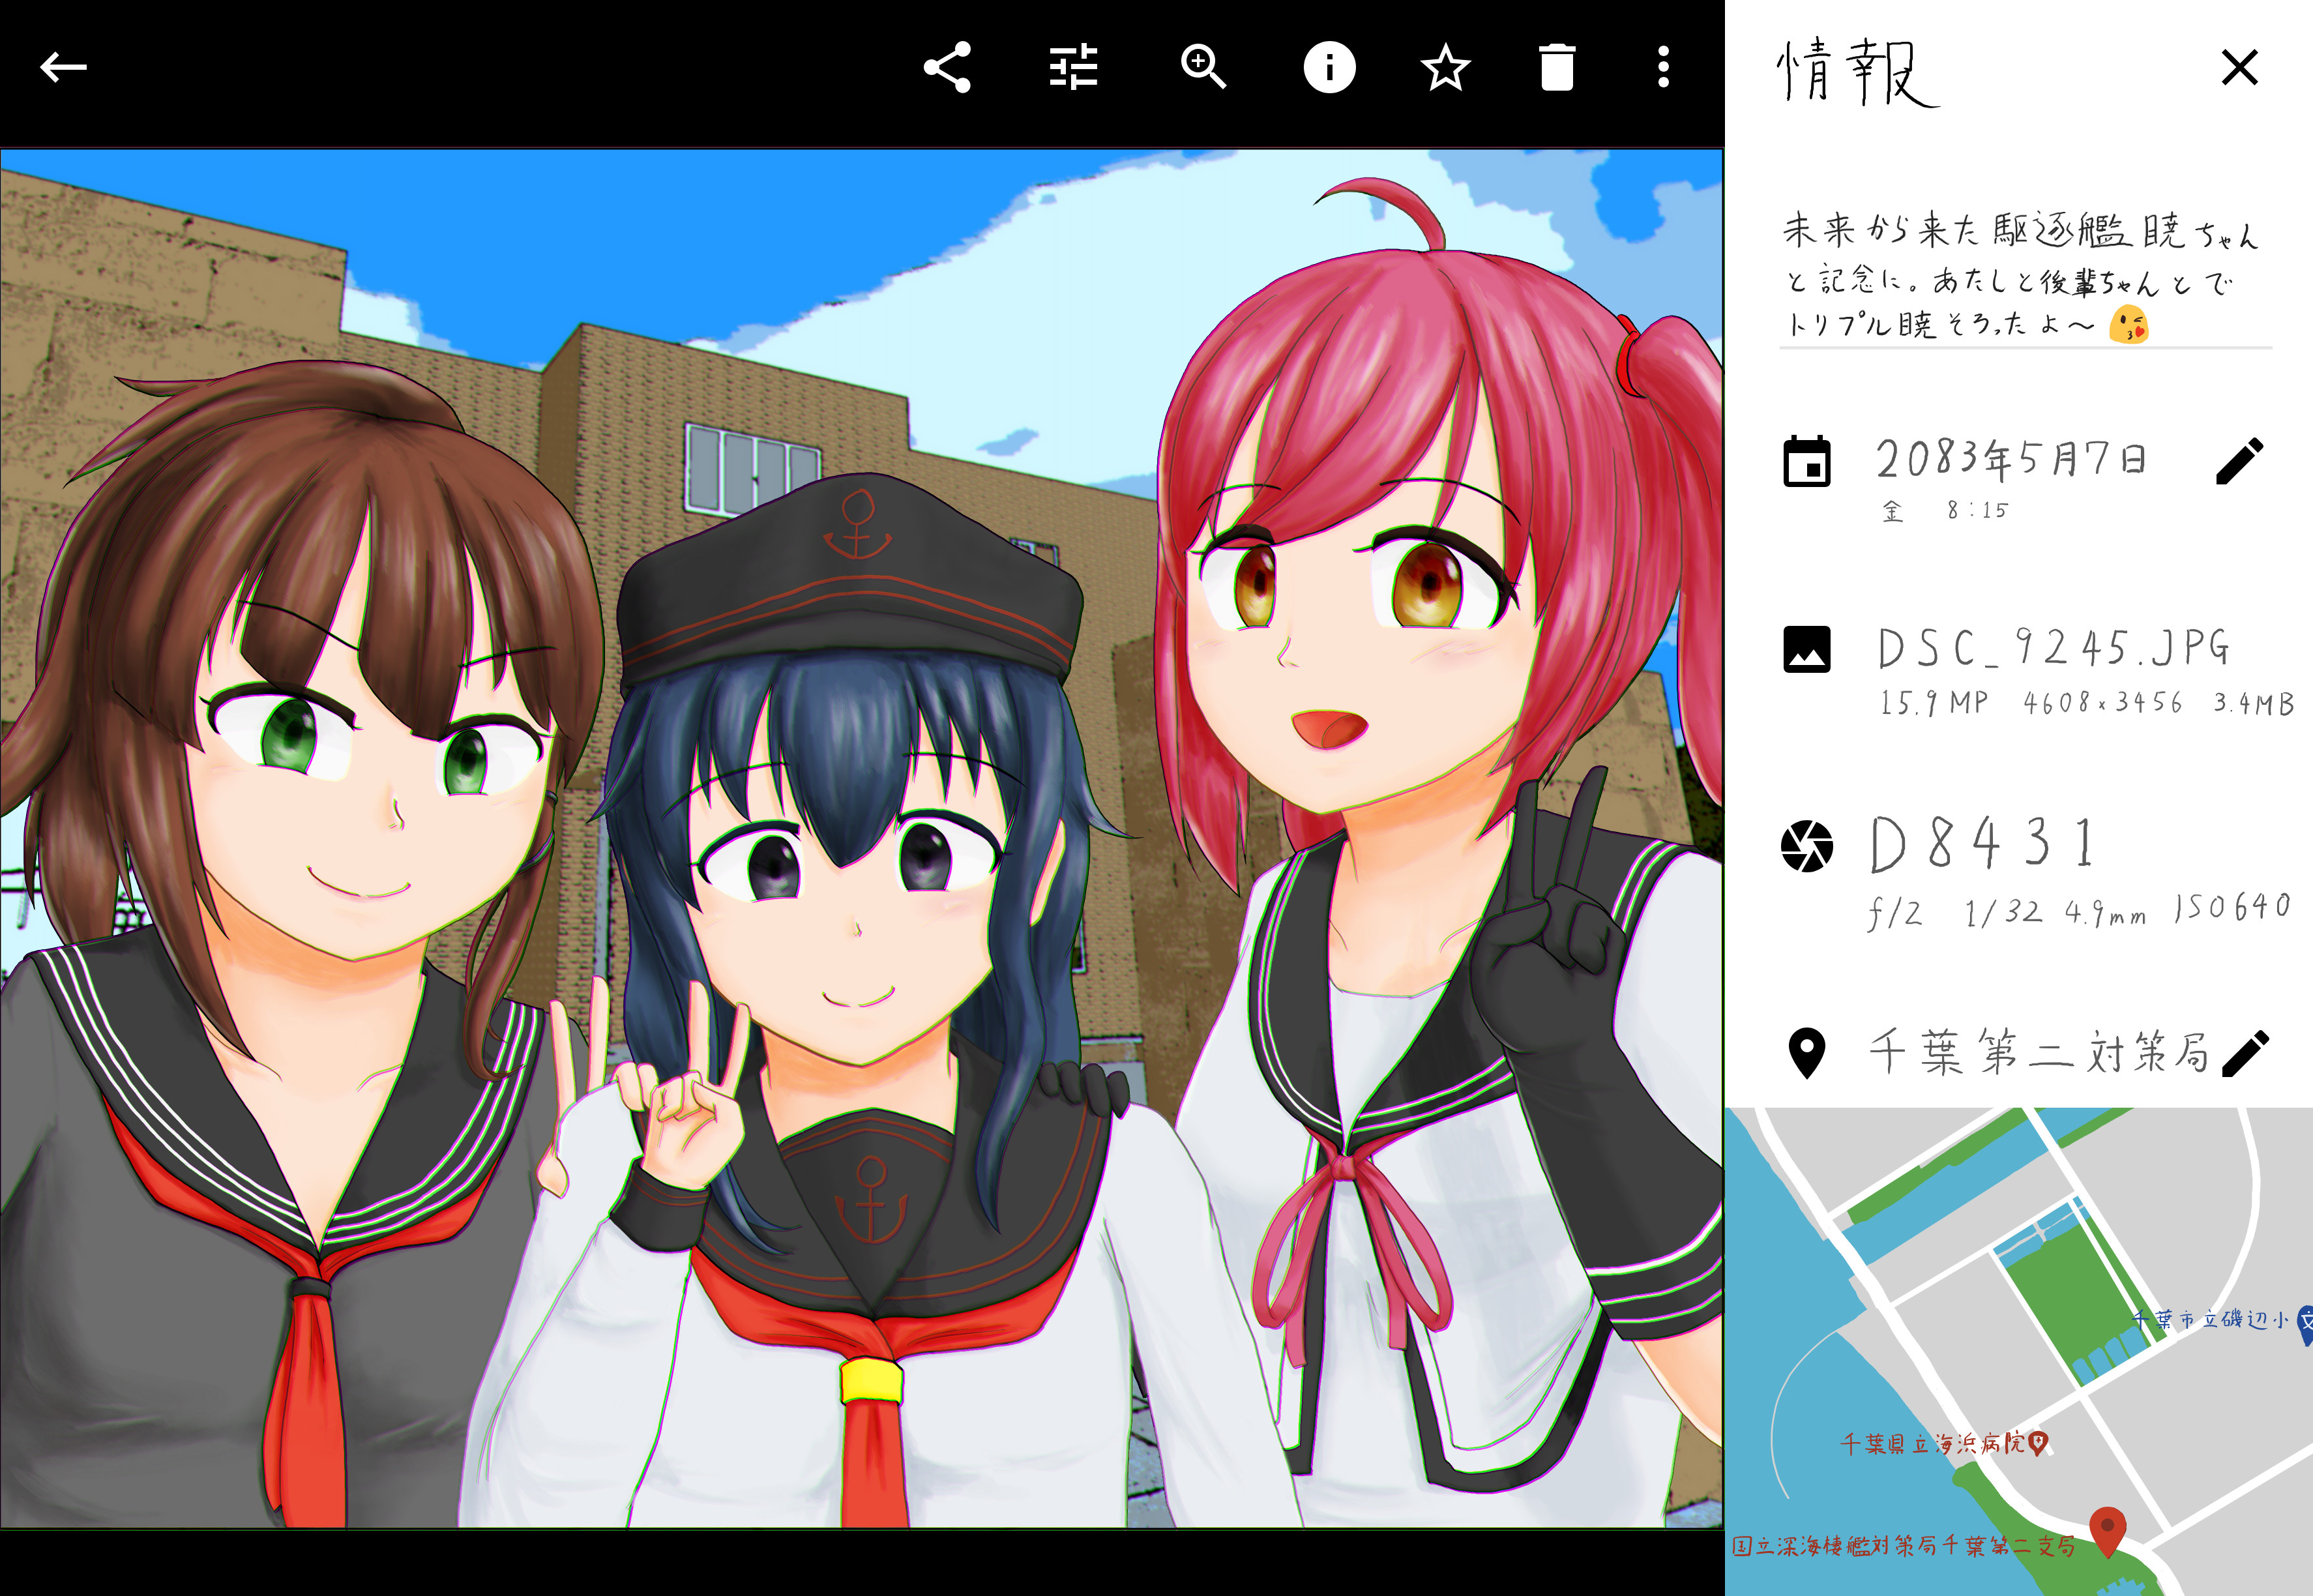 情報
未来から来た駆逐艦暁ちゃん
と記念に。あたしと後輩ちゃんとで
トリプル暁そろったよ〜😘
2083年5月7日
金 8:15
DSC_9245.JPG
15.9MP 4608×3456 3.4MB
D8431
f/2 1/32 4.9mm ISO640
千葉第二対策局
千葉市立磯辺小
千葉県立海浜病院
国立深海棲艦対策局千葉第二支局